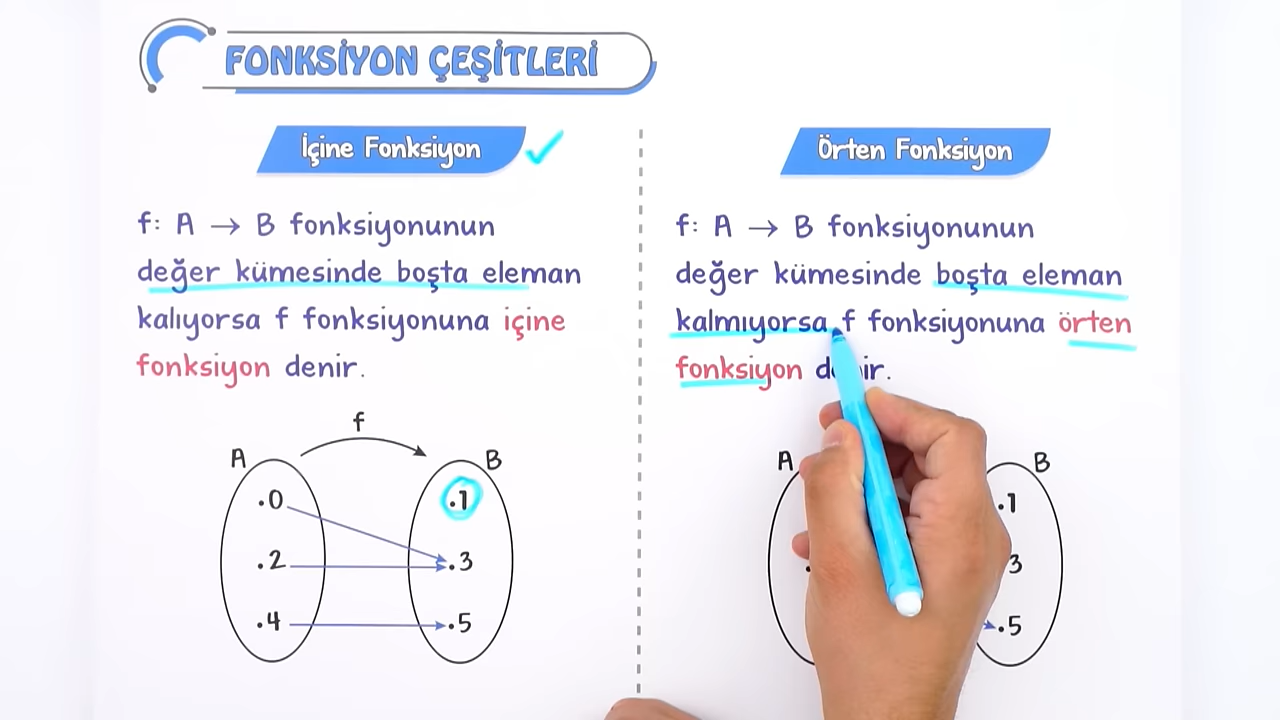 FONKSİYON ÇEŞİTLERİ
İçine Fonksiyon
f: A → B fonksiyonunun
değer kümesinde boşta eleman
kalıyorsa f fonksiyonuna içine
fonksiyon denir.
f
A
B
.0
.1
.2
.3
.4
.5
Örten Fonksiyon
f: A → B fonksiyonunun
değer kümesinde boşta eleman
kalmıyorsa f fonksiyonuna örten
fonksiyon
A
B
.1
3
.5